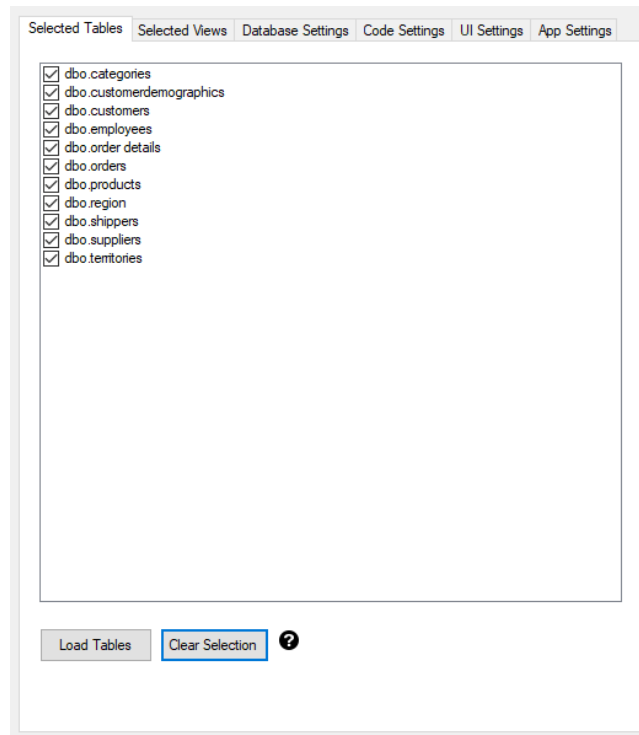 Selected Tables Selected Views Database Settings Code Settings UI Settings App Settings
dbo.categories
dbo.customerdemographics
dbo.customers
dbo.employees
dbo.order details
dbo.orders
dbo.products
dbo.region
dbo.shippers
dbo.suppliers
dbo.territories
Load Tables Clear Selection ?